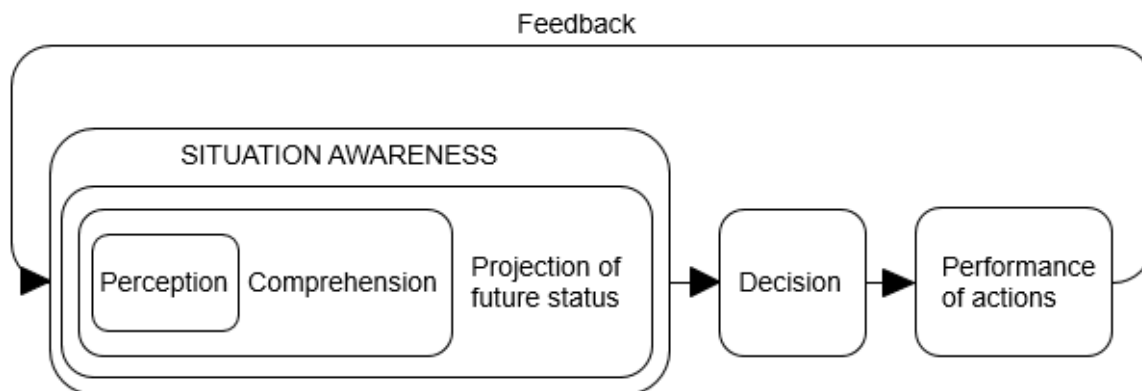 Feedback
SITUATION AWARENESS
Perception
Comprehension
Projection of
future status
Decision
Performance
of actions